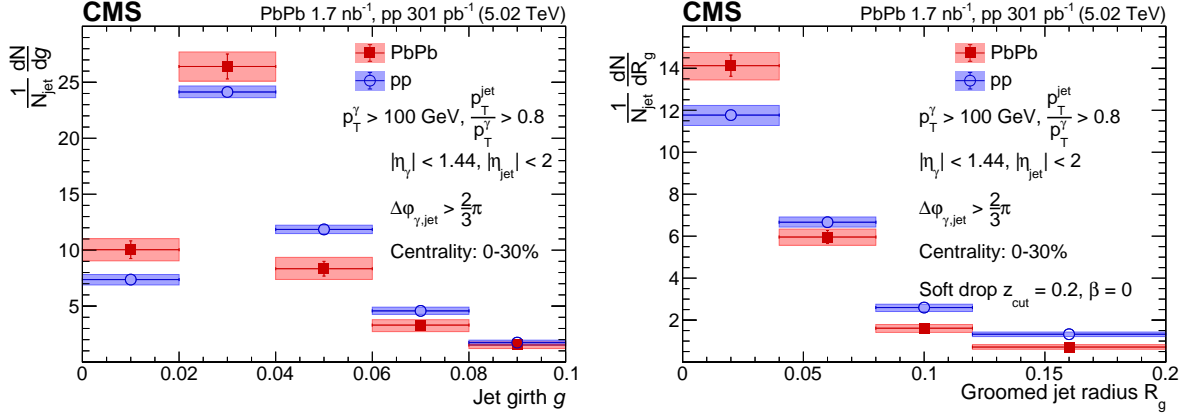 CMS
PbPb 1.7 nb⁻¹, pp 301 pb⁻¹ (5.02 TeV)
1/N_jet dN/dg
25
20
15
10
5
PbPb
pp
p_T^γ > 100 GeV, p_T^jet/p_T^γ > 0.8
|η_γ| < 1.44, |η_jet| < 2
Δφ_γ,jet > 2/3 π
Centrality: 0-30%
0 0.02 0.04 0.06 0.08 0.1
Jet girth g
CMS
PbPb 1.7 nb⁻¹, pp 301 pb⁻¹ (5.02 TeV)
1/N_jet dN/dR_g
14
12
10
8
6
4
2
PbPb
pp
p_T^γ > 100 GeV, p_T^jet/p_T^γ > 0.8
|η_γ| < 1.44, |η_jet| < 2
Δφ_γ,jet > 2/3 π
Centrality: 0-30%
Soft drop z_cut = 0.2, β = 0
0 0.05 0.1 0.15 0.2
Groomed jet radius R_g